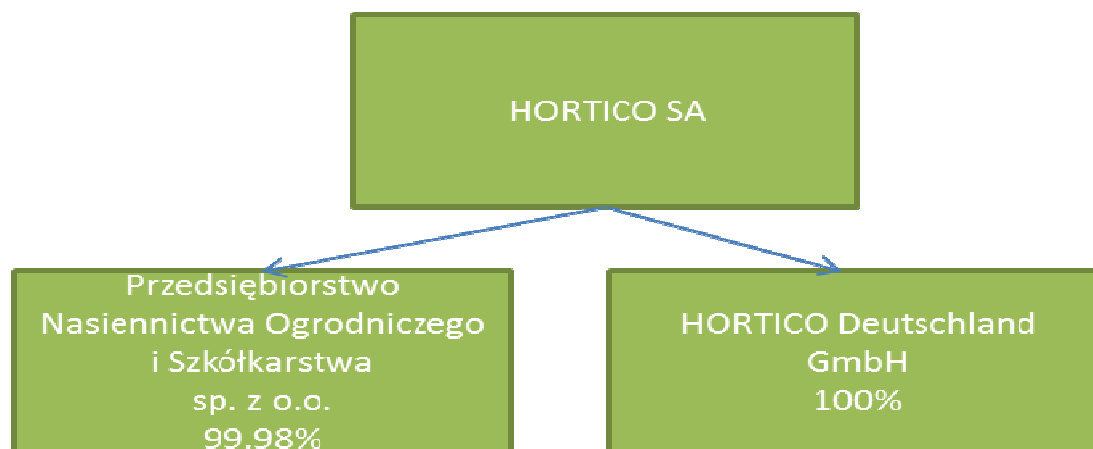 HORTICO SA
Przedsiębiorstwo
Nasiennictwa Ogrodniczego
i Szkółkarstwa
sp. z o.o.
99,98%
HORTICO Deutschland
GmbH
100%